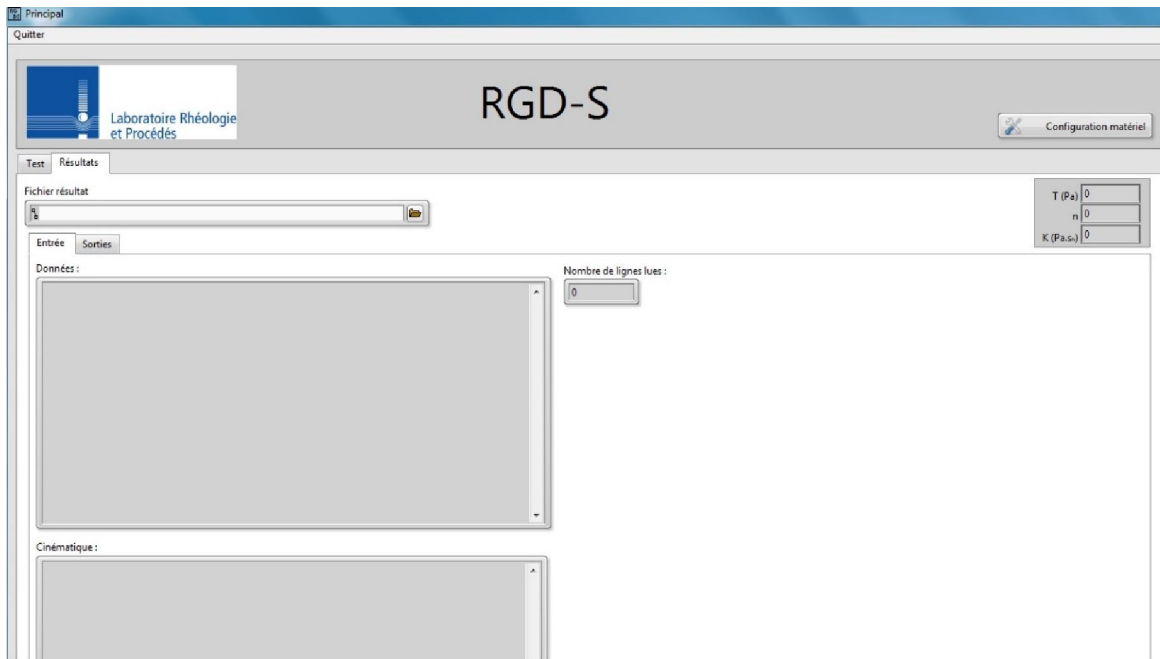 Principal
Quitter
Laboratoire Rhéologie
et Procédés
RGD-S
Configuration matériel
Test
Résultats
Fichier résultat
T (Pa) 0
n 0
K (Pa.sₙ) 0
Entrée
Sorties
Données :
Nombre de lignes lues :
0
Cinématique :